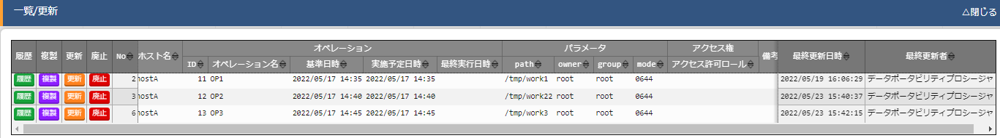 一覧/更新
△閉じる
オペレーション パラメータ アクセス権
履歴 複製 更新 廃止 No ホスト名 ID オペレーション名 基準日時 実施予定日時 最終実行日時 path owner group mode アクセス許可ロール 備考 最終更新日時 最終更新者
履歴 複製 更新 廃止 2 hostA 11 OP1 2022/05/17 14:35 2022/05/17 14:35 /tmp/work1 root root 0644 2022/05/19 16:06:29 データポータビリティプロシージャ
履歴 複製 更新 廃止 3 hostA 12 OP2 2022/05/17 14:40 2022/05/17 14:40 /tmp/work22 root root 0644 2022/05/23 15:40:37 データポータビリティプロシージャ
履歴 複製 更新 廃止 6 hostA 13 OP3 2022/05/17 14:45 2022/05/17 14:45 /tmp/work3 root root 0644 2022/05/23 15:42:15 データポータビリティプロシージャ